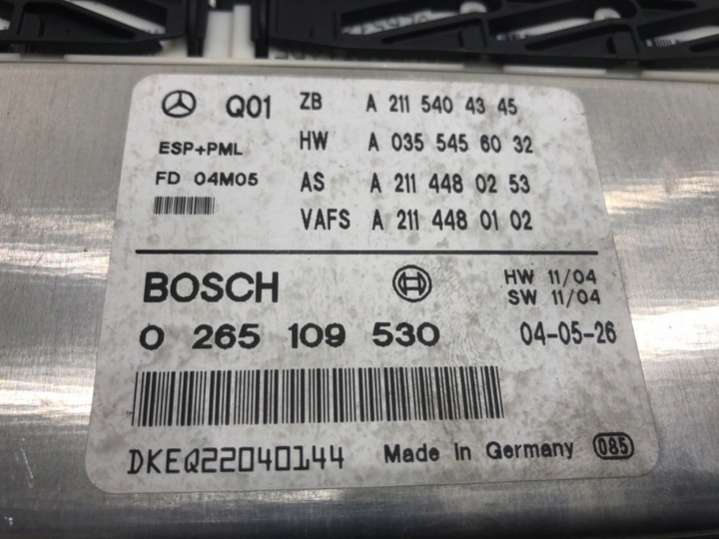 Q01 ZB A 211 540 43 45
ESP+PML HW A 035 545 60 32
FD 04M05 AS A 211 448 02 53
VAFS A 211 448 01 02
BOSCH HW 11/04
SW 11/04
0 265 109 530 04-05-26
DKEQ22040144 Made in Germany 085